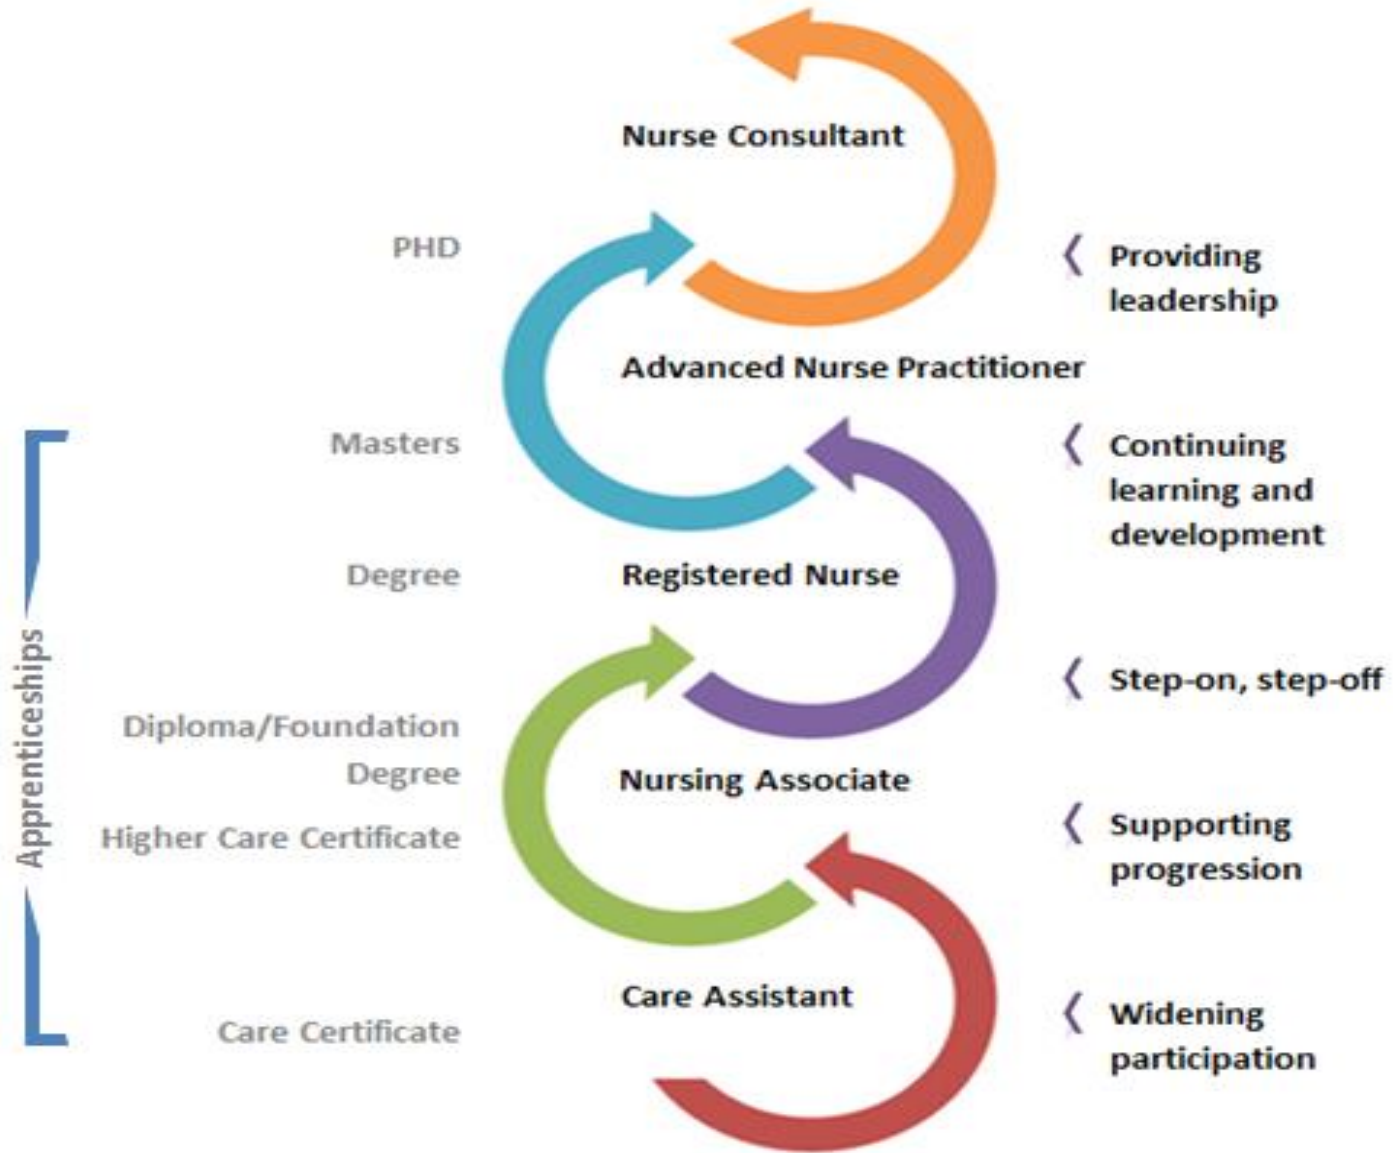 Nurse Consultant
PHD
Providing
leadership
Advanced Nurse Practitioner
Masters
Continuing
learning and
development
Degree
Registered Nurse
Apprenticeships
Step-on, step-off
Diploma/Foundation
Degree
Nursing Associate
Higher Care Certificate
Supporting
progression
Care Assistant
Care Certificate
Widening
participation